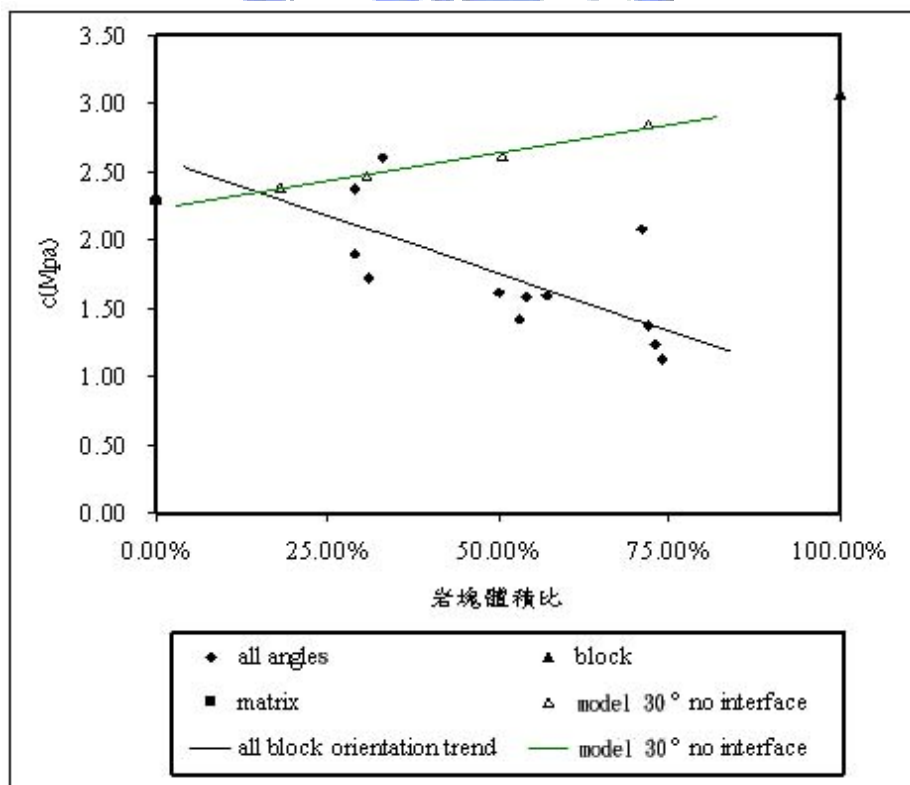 3.50
3.00
2.50
2.00
1.50
1.00
0.50
0.00
c(Mpa)
0.00% 25.00% 50.00% 75.00% 100.00%
岩塊體積比
all angles block
matrix model 30° no interface
all block orientation trend model 30° no interface